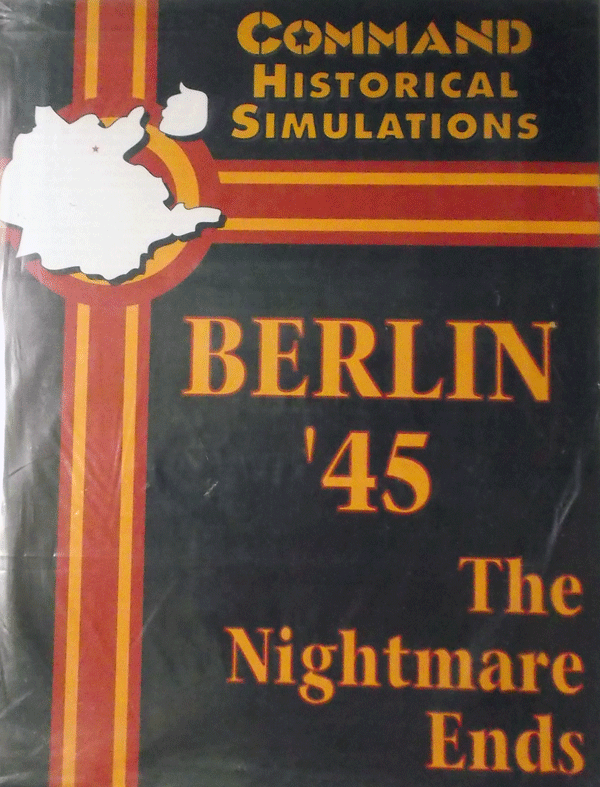 COMMAND
HISTORICAL
SIMULATIONS
BERLIN
'45
The
Nightmare
Ends